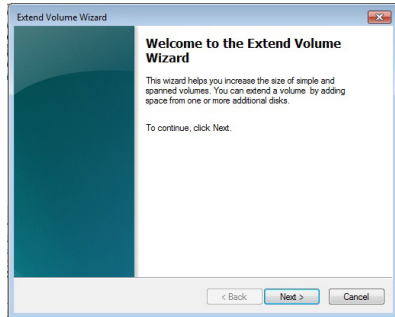 Extend Volume Wizard
Welcome to the Extend Volume
Wizard
This wizard helps you increase the size of simple and
spanned volumes. You can extend a volume by adding
space from one or more additional disks.
To continue, click Next.
< Back
Next >
Cancel